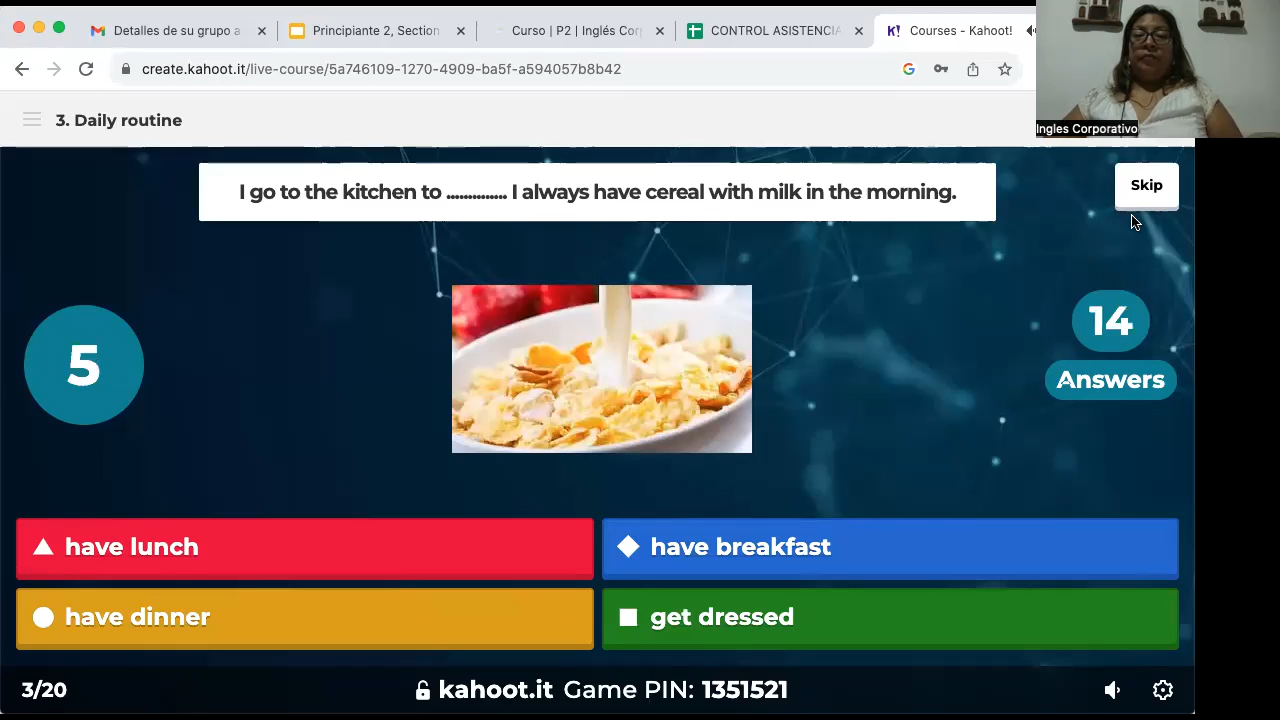 Detalles de su grupo a
Principiante 2, Section
Curso | P2 | Inglés Cor
CONTROL ASISTENCIA
K! Courses - Kahoot!
create.kahoot.it/live-course/5a746109-1270-4909-ba5f-a594057b8b42
Ingles Corporativo
3. Daily routine
I go to the kitchen to .............. I always have cereal with milk in the morning.
Skip
5
14
Answers
have lunch
have breakfast
have dinner
get dressed
3/20
kahoot.it Game PIN: 1351521